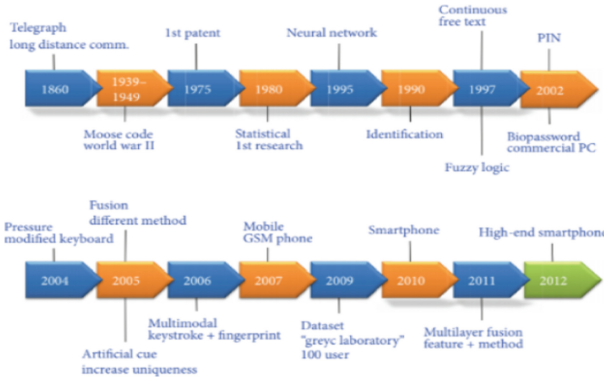 Telegraph
long distance comm.
1st patent
Neural network
Continuous
free text
PIN
1860
1939–
1949
1975
1980
1995
1990
1997
2002
Moose code
world war II
Statistical
1st research
Identification
Fuzzy logic
Biopassword
commercial PC
Pressure
modified keyboard
Fusion
different method
Mobile
GSM phone
Smartphone
High-end smartphone
2004
2005
2006
2007
2009
2010
2011
2012
Artificial cue
increase uniqueness
Multimodal
keystroke + fingerprint
Dataset
"greyc laboratory"
100 user
Multilayer fusion
feature + method